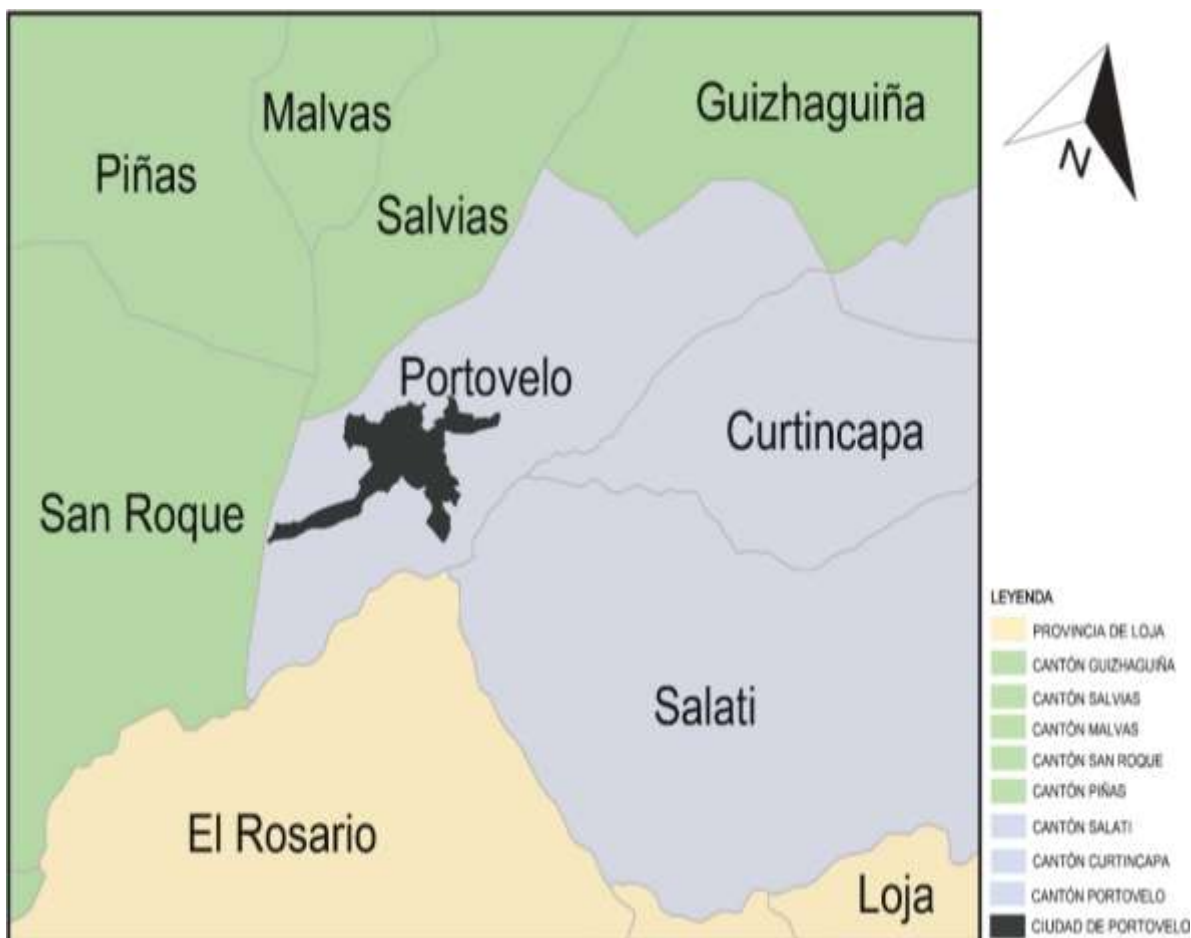 Malvas
Guizhaguiña
Piñas
Salvias
N
Portovelo
Curtincapa
San Roque
Salati
El Rosario
Loja
LEYENDA
PROVINCIA DE LOJA
CANTÓN GUIZHAGUIÑA
CANTÓN SALVIAS
CANTÓN MALVAS
CANTÓN SAN ROQUE
CANTÓN PIÑAS
CANTÓN SALATI
CANTÓN CURTINCAPA
CANTÓN PORTOVELO
CIUDAD DE PORTOVELO